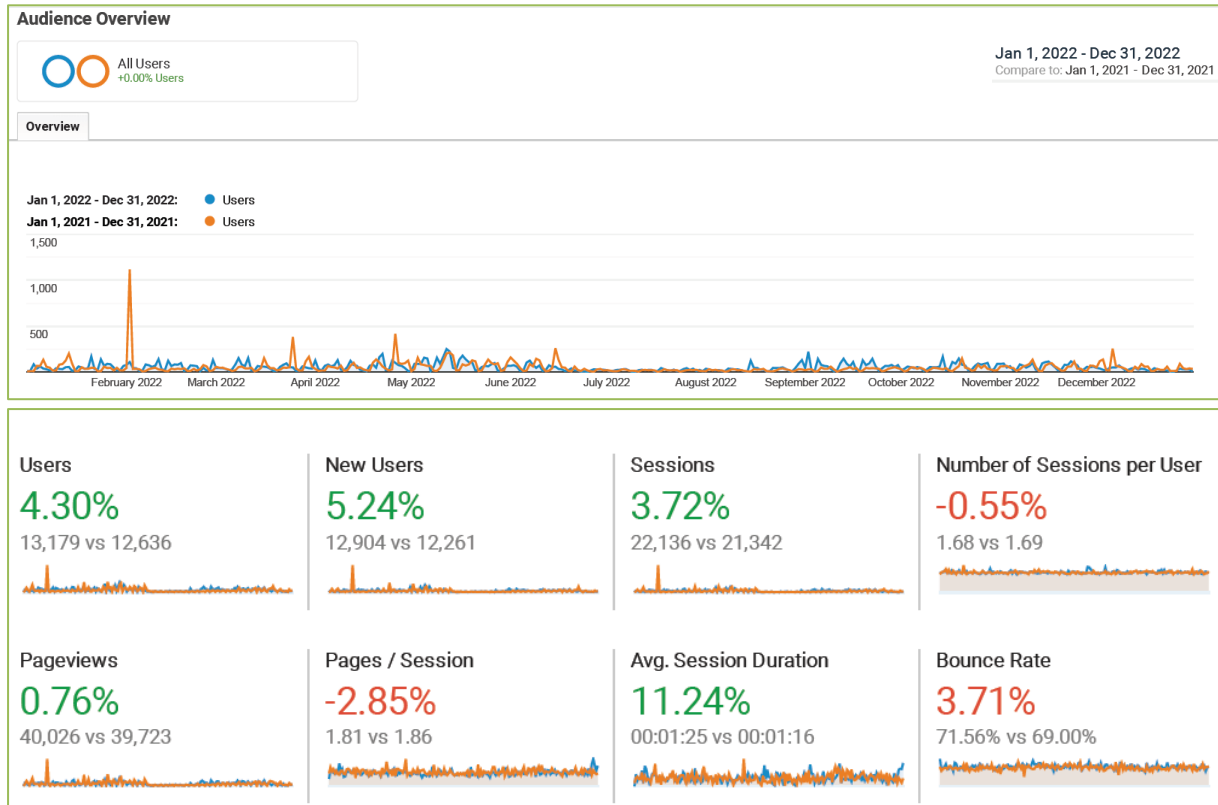 Audience Overview
All Users
+0.00% Users
Jan 1, 2022 - Dec 31, 2022
Compare to: Jan 1, 2021 - Dec 31, 2021
Overview
Jan 1, 2022 - Dec 31, 2022: Users
Jan 1, 2021 - Dec 31, 2021: Users
1,500
1,000
500
February 2022 March 2022 April 2022 May 2022 June 2022 July 2022 August 2022 September 2022 October 2022 November 2022 December 2022
Users
4.30%
13,179 vs 12,636
New Users
5.24%
12,904 vs 12,261
Sessions
3.72%
22,136 vs 21,342
Number of Sessions per User
-0.55%
1.68 vs 1.69
Pageviews
0.76%
40,026 vs 39,723
Pages / Session
-2.85%
1.81 vs 1.86
Avg. Session Duration
11.24%
00:01:25 vs 00:01:16
Bounce Rate
3.71%
71.56% vs 69.00%